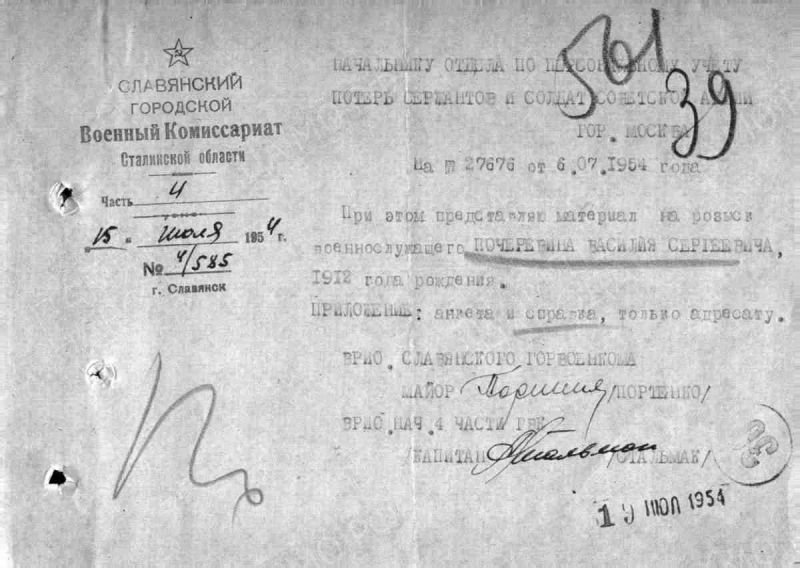 СЛАВЯНСКИЙ
ГОРОДСКОЙ
Военный Комиссариат
Сталинской области
Часть 4
„15" июля 1954 г.
№ 4/585
г. Славянск
НАЧАЛЬНИКУ ОТДЕЛА ПО ПЕРСОНАЛЬНОМУ УЧЕТУ
ПОТЕРЬ СЕРЖАНТОВ И СОЛДАТ СОВЕТСКОЙ АРМИИ
ГОР. МОСКВА
501
39
На № 27676 от 6.07.1954 года
При этом представляю материал на розыск
военнослужащего ПОЧЕРЕВИНА ВАСИЛИЯ СЕРГЕЕВИЧА,
1912 года рождения.
ПРИЛОЖЕНИЕ: анкета и справка, только адресату.
ВРИО. СЛАВЯНСКОГО ГОРВОЕНКОМА
МАЙОР /ПОРТЕНКО/
ВРИО НАЧ. 4 ЧАСТИ ГВК
/КАПИТАН /СТАЛЬМАК/
19 ИЮЛ 1954